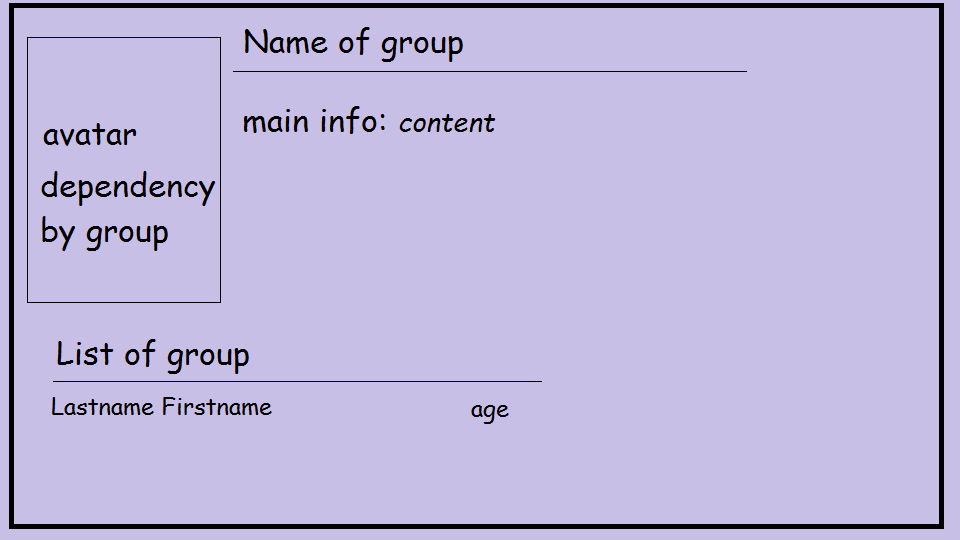 Name of group
main info: content
avatar
dependency
by group
List of group
Lastname Firstname age